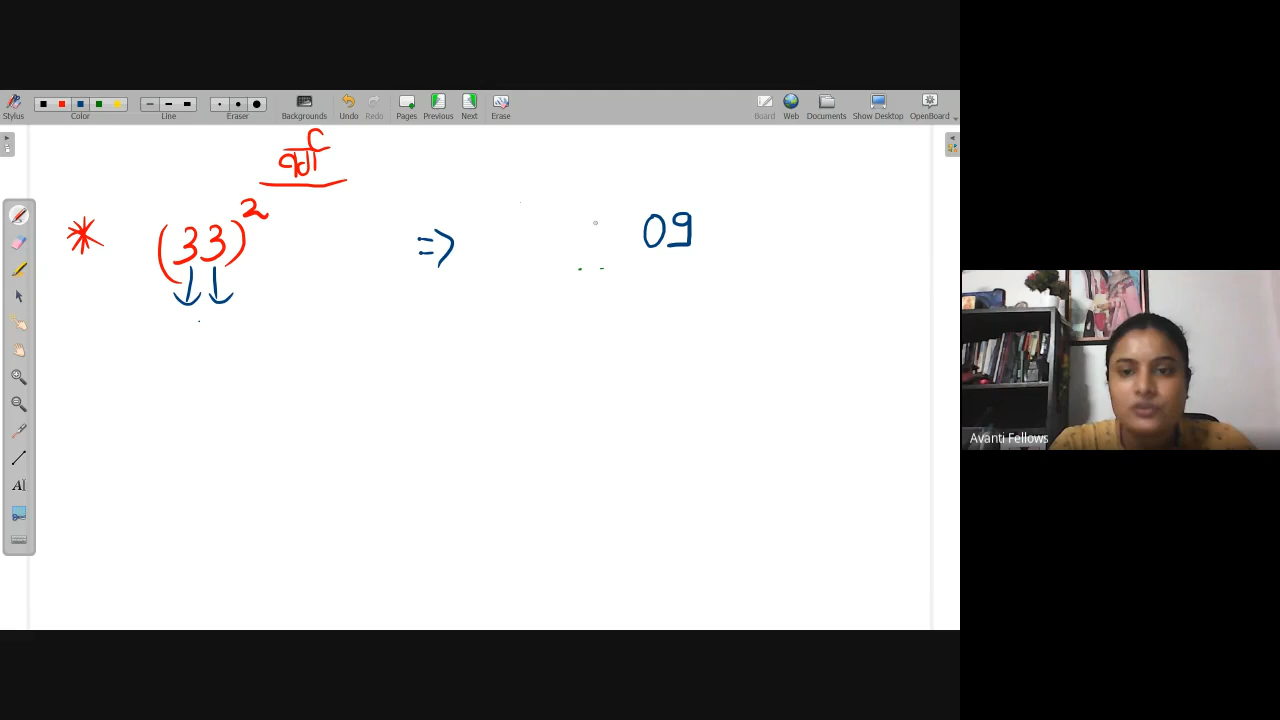 Stylus
Color
Line
Eraser
Backgrounds
Undo
Redo
Pages
Previous
Next
Erase
Board
Web
Documents
Show Desktop
OpenBoard
वर्ग
* (33)² => 09
A
Avanti Fellows